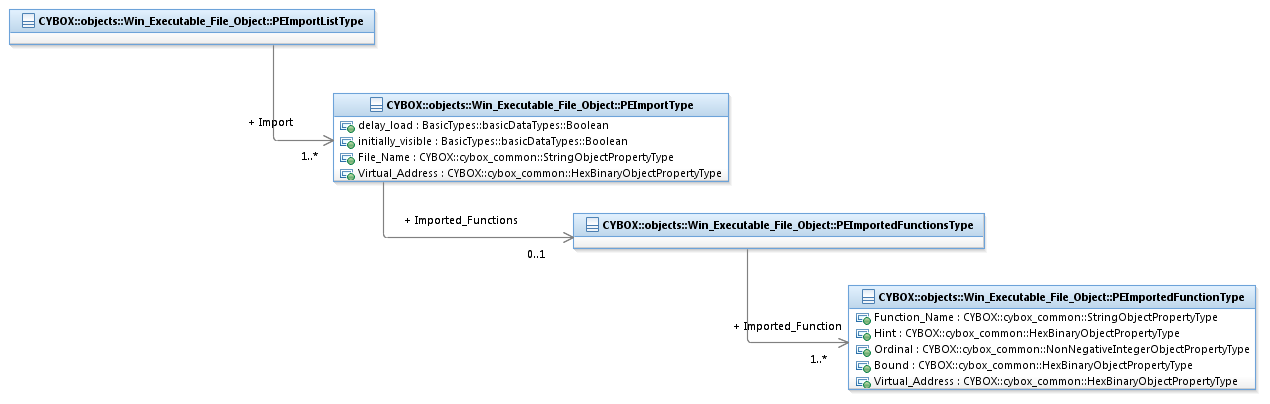 CYBOX::objects::Win_Executable_File_Object::PEImportListType
+ Import
1..*
CYBOX::objects::Win_Executable_File_Object::PEImportType
delay_load : BasicTypes::basicDataTypes::Boolean
initially_visible : BasicTypes::basicDataTypes::Boolean
File_Name : CYBOX::cybox_common::StringObjectPropertyType
Virtual_Address : CYBOX::cybox_common::HexBinaryObjectPropertyType
+ Imported_Functions
0..1
CYBOX::objects::Win_Executable_File_Object::PEImportedFunctionsType
+ Imported_Function
1..*
CYBOX::objects::Win_Executable_File_Object::PEImportedFunctionType
Function_Name : CYBOX::cybox_common::StringObjectPropertyType
Hint : CYBOX::cybox_common::HexBinaryObjectPropertyType
Ordinal : CYBOX::cybox_common::NonNegativeIntegerObjectPropertyType
Bound : CYBOX::cybox_common::HexBinaryObjectPropertyType
Virtual_Address : CYBOX::cybox_common::HexBinaryObjectPropertyType